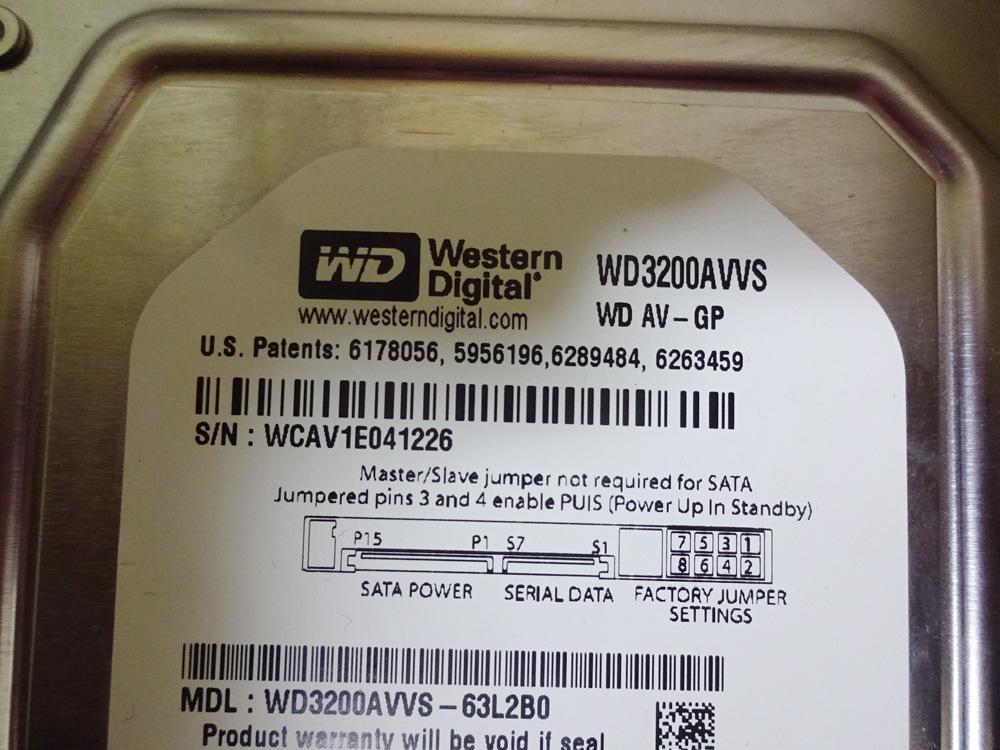 WD Western Digital® WD3200AVVS
www.westerndigital.com WD AV-GP
U.S. Patents: 6178056, 5956196,6289484, 6263459
S/N : WCAV1E041226
Master/Slave jumper not required for SATA
Jumpered pins 3 and 4 enable PUIS (Power Up In Standby)
P15 P1 S7 S1 7 5 3 1
8 6 4 2
SATA POWER SERIAL DATA FACTORY JUMPER
SETTINGS
MDL : WD3200AVVS-63L2B0
Product warranty will be void if seal